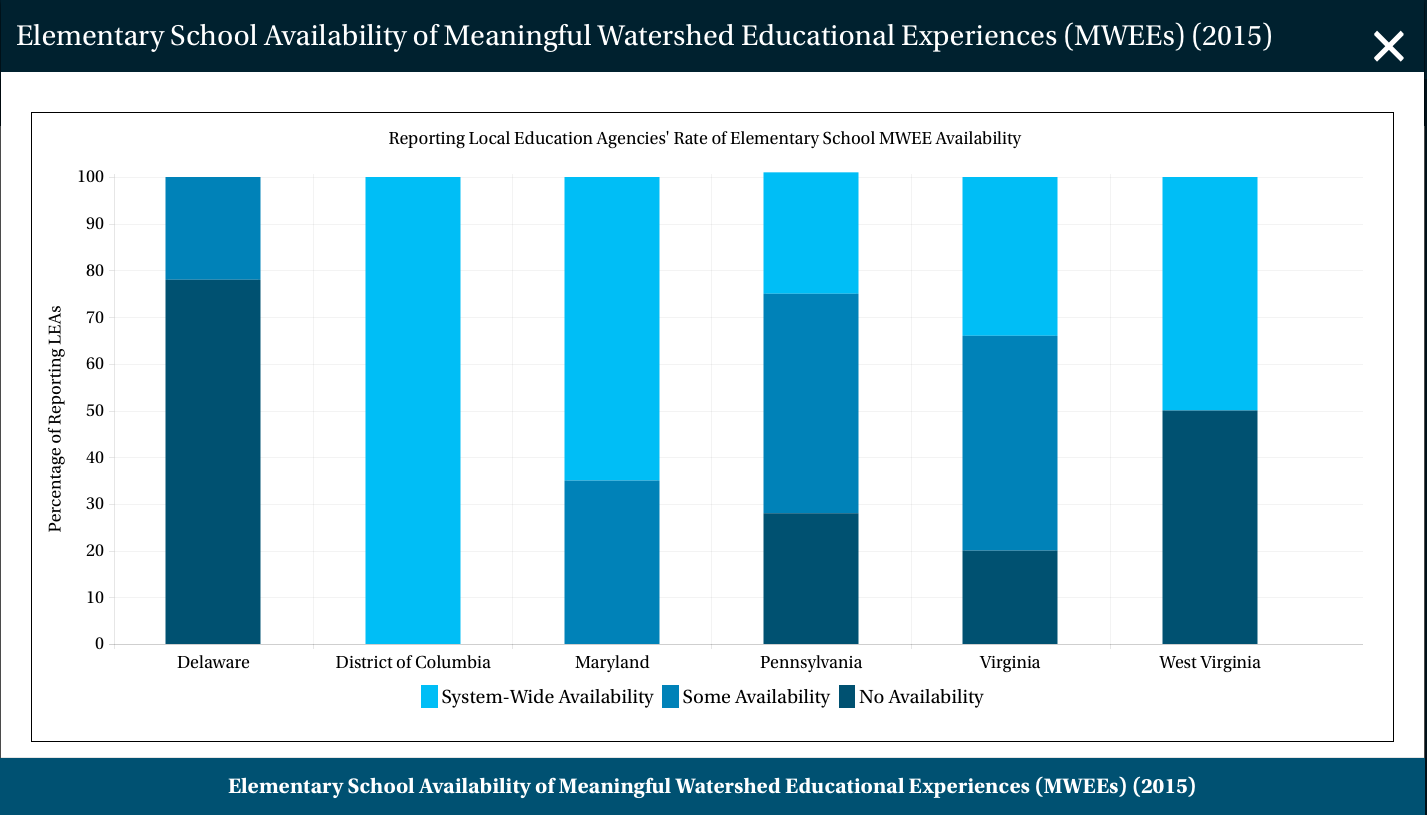 Elementary School Availability of Meaningful Watershed Educational Experiences (MWEEs) (2015)
Reporting Local Education Agencies' Rate of Elementary School MWEE Availability
Percentage of Reporting LEAs
100
90
80
70
60
50
40
30
20
10
0
Delaware District of Columbia Maryland Pennsylvania Virginia West Virginia
System-Wide Availability Some Availability No Availability
Elementary School Availability of Meaningful Watershed Educational Experiences (MWEEs) (2015)